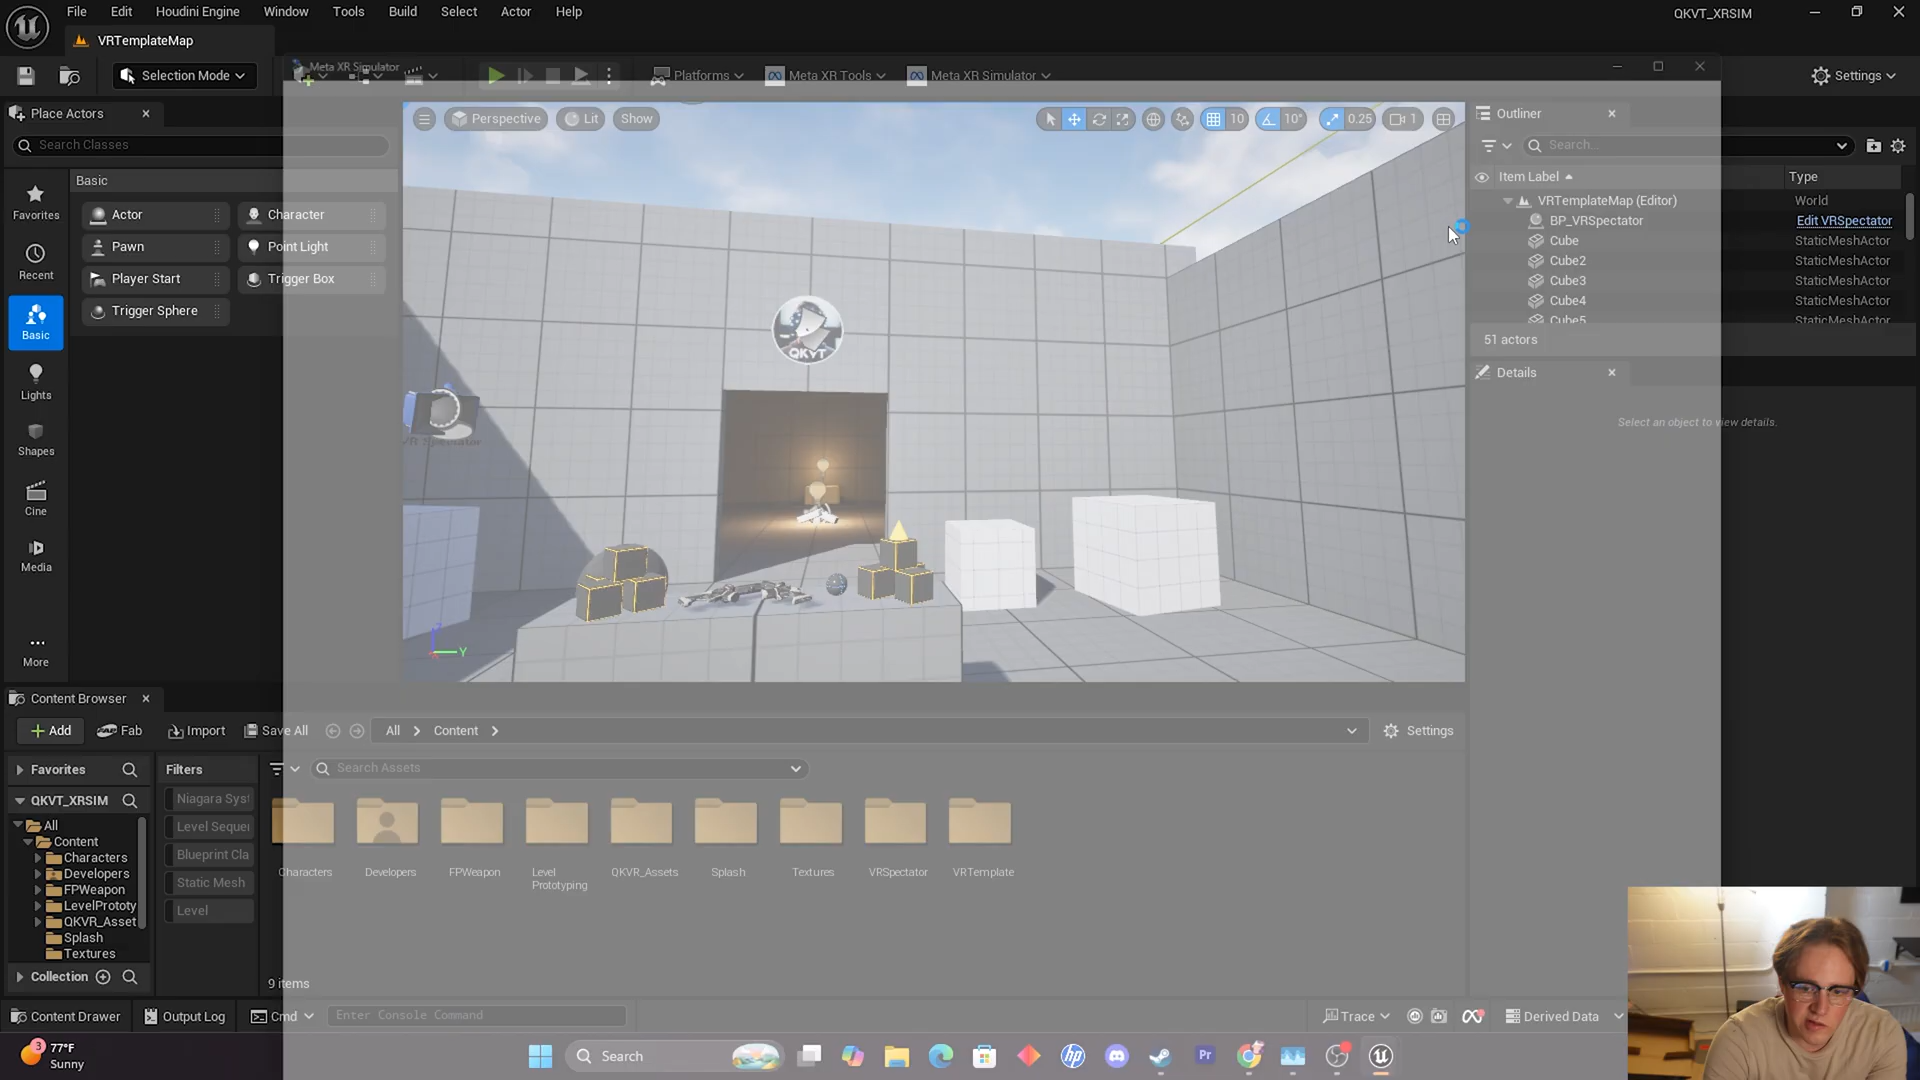 File Edit Houdini Engine Window Tools Build Select Actor Help
QKVT_XRSIM
VRTemplateMap
Selection Mode
Meta XR Simulator
Platforms
Meta XR Tools
Meta XR Simulator
Settings
Place Actors
Search Classes
Basic
Actor
Character
Pawn
Point Light
Player Start
Trigger Box
Trigger Sphere
Favorites
Recent
Basic
Lights
Shapes
Cine
Media
More
Perspective
Lit
Show
10
10°
0.25
1
QKVT
Y
Outliner
Search...
Item Label
Type
VRTemplateMap (Editor)
World
BP_VRSpectator
Edit VRSpectator
Cube
StaticMeshActor
Cube2
StaticMeshActor
Cube3
StaticMeshActor
Cube4
StaticMeshActor
Cube5
StaticMeshActor
51 actors
Details
Select an object to view details.
Content Browser
Add
Fab
Import
Save All
All
Content
Settings
Favorites
QKVT_XRSIM
All
Content
Characters
Developers
FPWeapon
LevelPrototy
QKVR_Asset
Splash
Textures
Collection
Filters
Niagara Syst
Level Sequen
Blueprint Cla
Static Mesh
Level
Search Assets
Characters
Developers
FPWeapon
Level
Prototyping
QKVR_Assets
Splash
Textures
VRSpectator
VRTemplate
9 items
Content Drawer
Output Log
Cmd
Enter Console Command
Trace
Derived Data
3
77°F
Sunny
Search
hp
Pr